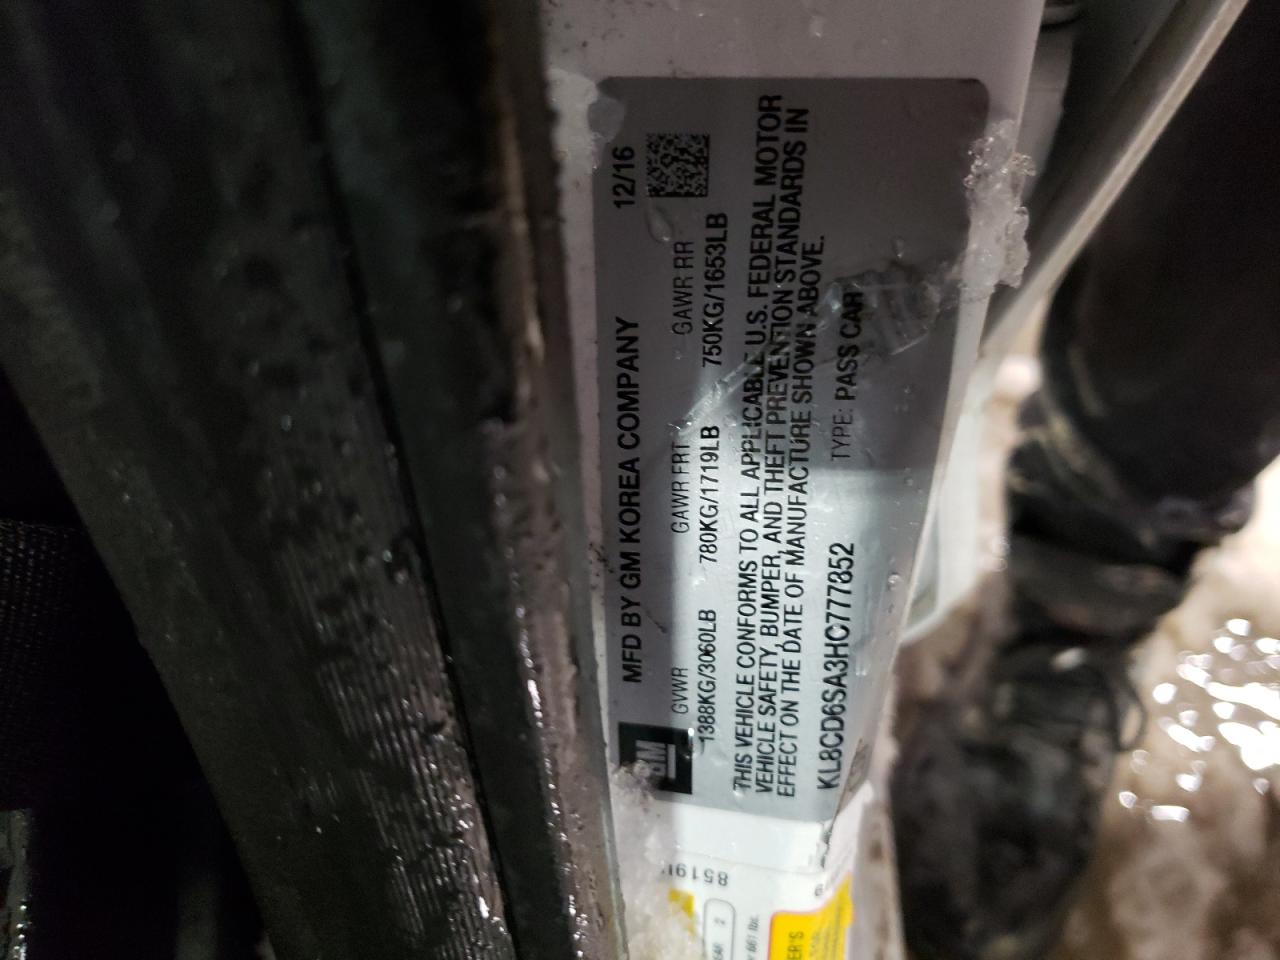 MFD BY GM KOREA COMPANY 12/16
GM
GVWR GAWR FRT GAWR RR
1388KG/3060LB 780KG/1719LB 750KG/1653LB
THIS VEHICLE CONFORMS TO ALL APPLICABLE U.S. FEDERAL MOTOR
VEHICLE SAFETY, BUMPER, AND THEFT PREVENTION STANDARDS IN
EFFECT ON THE DATE OF MANUFACTURE SHOWN ABOVE.
KL8CD6SA3HC777852 TYPE: PASS CAR
2